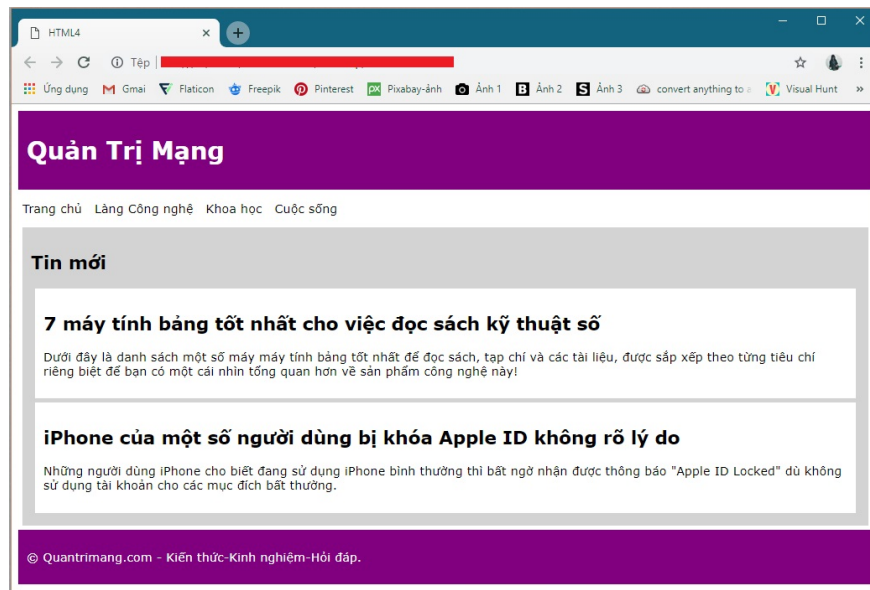 HTML4
Tệp
Ứng dụng Gmai Flaticon Freepik Pinterest Pixabay-ảnh Ảnh 1 Ảnh 2 Ảnh 3 convert anything to Visual Hunt
Quản Trị Mạng
Trang chủ Làng Công nghệ Khoa học Cuộc sống
Tin mới
7 máy tính bảng tốt nhất cho việc đọc sách kỹ thuật số
Dưới đây là danh sách một số máy máy tính bảng tốt nhất để đọc sách, tạp chí và các tài liệu, được sắp xếp theo từng tiêu chí
riêng biệt để bạn có một cái nhìn tổng quan hơn về sản phẩm công nghệ này!
iPhone của một số người dùng bị khóa Apple ID không rõ lý do
Những người dùng iPhone cho biết đang sử dụng iPhone bình thường thì bất ngờ nhận được thông báo "Apple ID Locked" dù không
sử dụng tài khoản cho các mục đích bất thường.
© Quantrimang.com - Kiến thức-Kinh nghiệm-Hỏi đáp.